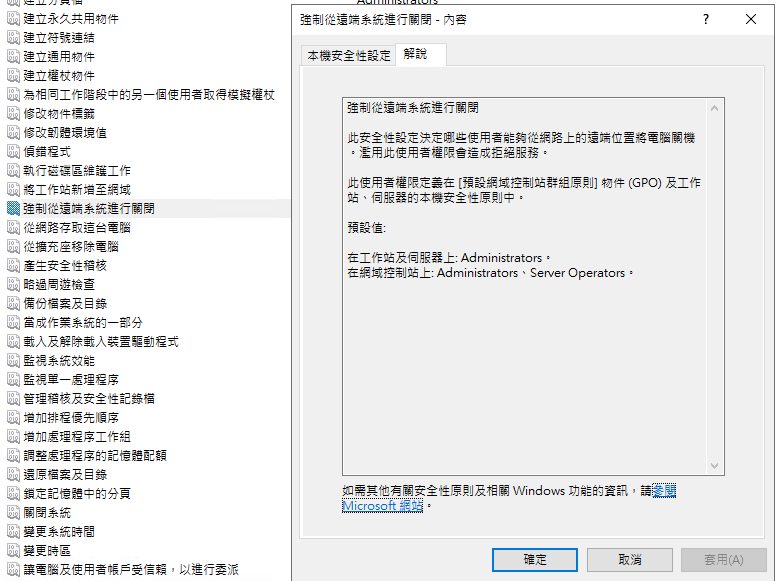 建立永久共用物件
建立符號連結
建立通用物件
建立權杖物件
為相同工作階段中的另一個使用者取得模擬權杖
修改物件標籤
修改韌體環境值
偵錯程式
執行磁碟區維護工作
將工作站新增至網域
強制從遠端系統進行關閉
從網路存取這台電腦
從擴充座移除電腦
產生安全性稽核
略過周遊檢查
備份檔案及目錄
當成作業系統的一部分
載入及解除載入裝置驅動程式
監視系統效能
監視單一處理程序
管理稽核及安全性記錄檔
增加排程優先順序
增加處理程序工作組
調整處理程序的記憶體配額
還原檔案及目錄
鎖定記憶體中的分頁
關閉系統
變更系統時間
變更時區
讓電腦及使用者帳戶受信賴，以進行委派
Administrators
強制從遠端系統進行關閉 - 內容
?
本機安全性設定
解說
強制從遠端系統進行關閉
此安全性設定決定哪些使用者能夠從網路上的遠端位置將電腦關機
。濫用此使用者權限會造成拒絕服務。
此使用者權限定義在 [預設網域控制站群組原則] 物件 (GPO) 及工作
站、伺服器的本機安全性原則中。
預設值:
在工作站及伺服器上: Administrators。
在網域控制站上: Administrators、Server Operators。
如需其他有關安全性原則及相關 Windows 功能的資訊，請參閱
Microsoft 網站。
確定
取消
套用(A)